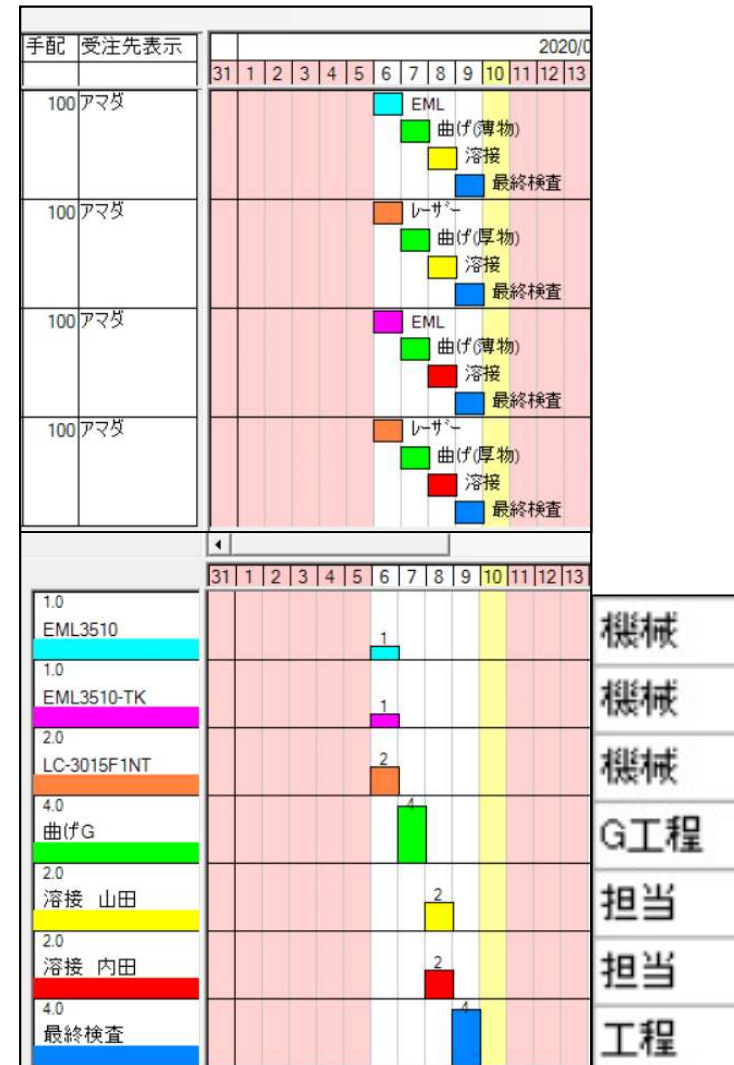 手配 受注先表示 2020/0
31 1 2 3 4 5 6 7 8 9 10 11 12 13
100 アマダ EML
曲げ(薄物)
溶接
最終検査
100 アマダ レーザー
曲げ(厚物)
溶接
最終検査
100 アマダ EML
曲げ(薄物)
溶接
最終検査
100 アマダ レーザー
曲げ(厚物)
溶接
最終検査
31 1 2 3 4 5 6 7 8 9 10 11 12 13
1.0
EML3510 1 機械
1.0
EML3510-TK 1 機械
2.0
LC-3015F1NT 2 機械
4.0
曲げG 4 G工程
2.0
溶接 山田 2 担当
2.0
溶接 内田 2 担当
4.0
最終検査 4 工程